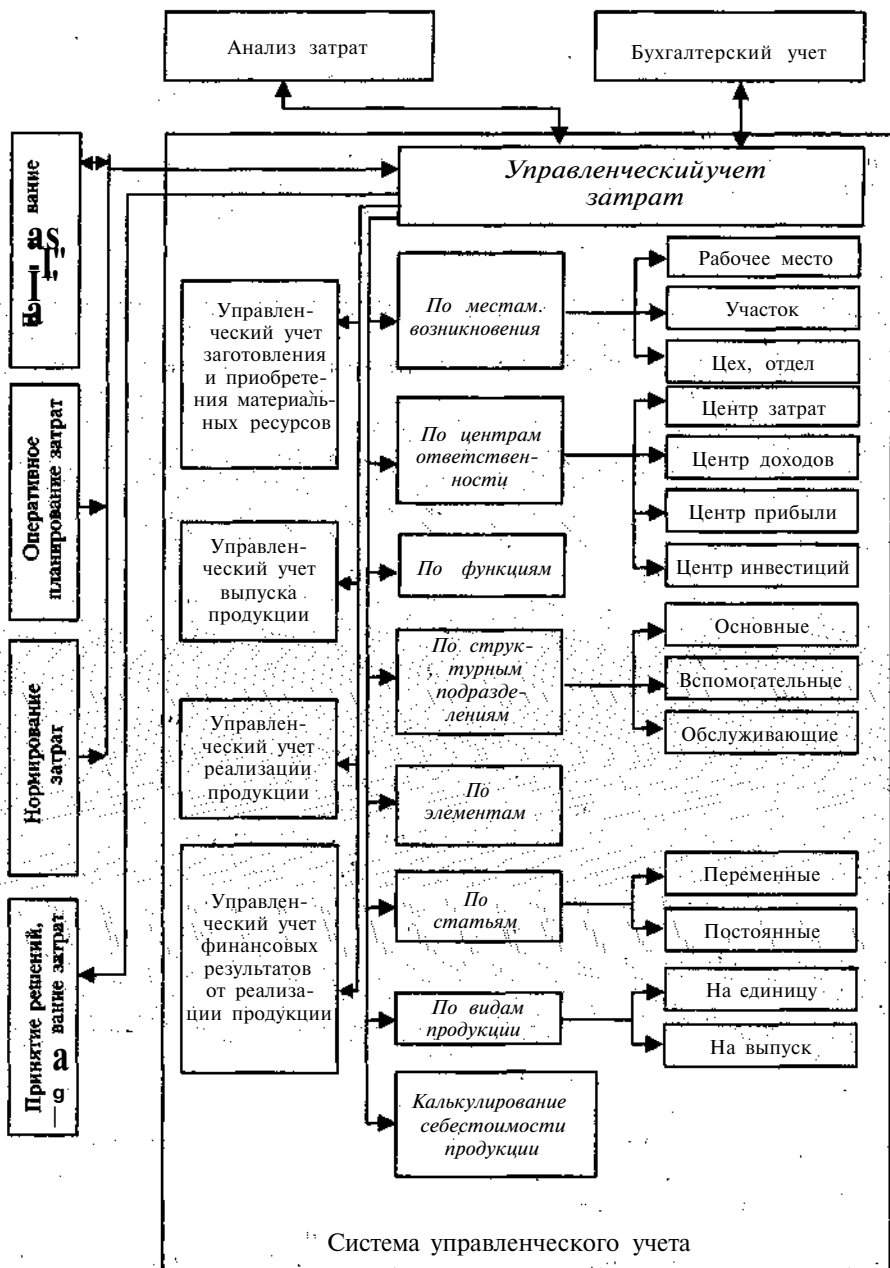 Анализ затрат
Бухгалтерский учет
Управленческий учет
затрат
вание
Оперативное
планирование затрат
Нормирование
затрат
Принятие решений,
вание затрат
Управлен-
ческий учет
заготовления
и приобрете-
ния материаль-
ных ресурсов
Управлен-
ческий учет
выпуска
продукции
Управлен-
ческий учет
реализации
продукции
Управлен-
ческий учет
финансовых
результатов
от реализа-
ции продукции
По местам.
возникновения
Рабочее место
Участок
Цех, отдел
По центрам
ответствен-
ности
Центр затрат
Центр доходов
Центр прибыли
Центр инвестиций
По функциям
По струк-
турным
подразде-
лениям
Основные
Вспомогательные
Обслуживающие
По
элементам
По
статьям
Переменные
Постоянные
По видам
продукции
На единицу
На выпуск
Калькулирование
себестоимости
продукции
Система управленческого учета